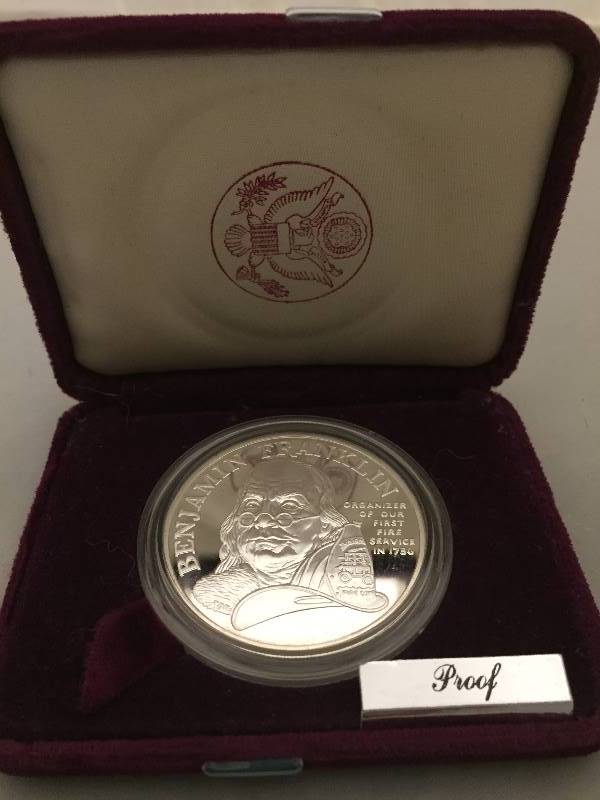 BENJAMIN FRANKLIN
ORGANIZER
OF OUR
FIRST
FIRE
SERVICE
IN 1736
Proof